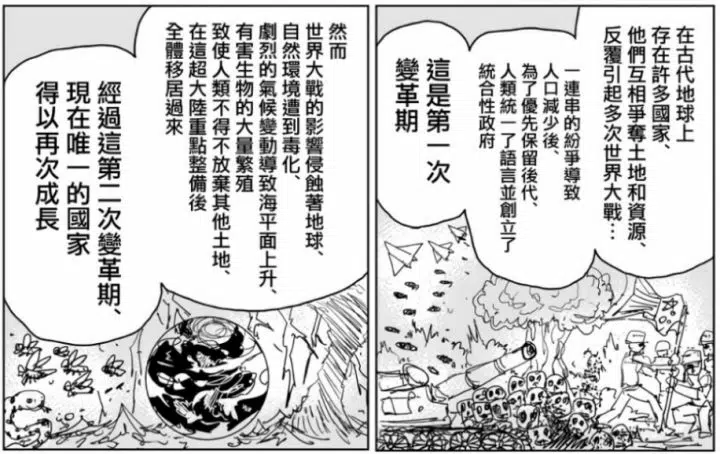 在古代地球上
存在許多國家、
他們互相爭奪土地和資源、
反覆引起多次世界大戰…
一連串的紛爭導致
人口減少後、
為了優先保留後代、
人類統一了語言並創立了
統合性政府
這是第一次
變革期
然而
世界大戰的影響侵蝕著地球、
自然環境遭到毒化、
劇烈的氣候變動導致海平面上升、
有害生物的大量繁殖
致使人類不得不放棄其他土地、
在這超大陸重點整備後
全體移居過來
經過這第二次變革期、
現在唯一的國家
得以再次成長